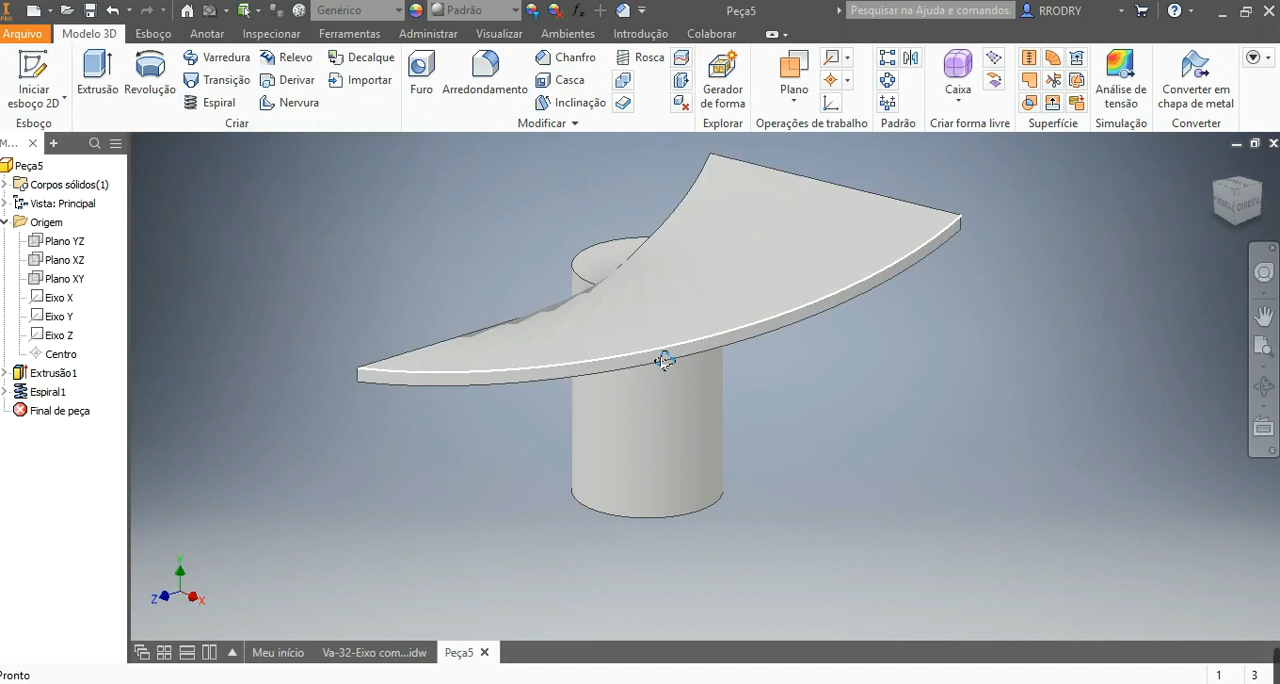 PRO
Genérico
Padrão
Peça5
Pesquisar na Ajuda e comandos.
RRODRY
Arquivo
Modelo 3D
Esboço
Anotar
Inspecionar
Ferramentas
Administrar
Visualizar
Ambientes
Introdução
Colaborar
Iniciar
esboço 2D
Esboço
Extrusão
Revolução
Varredura
Transição
Espiral
Relevo
Derivar
Nervura
Decalque
Importar
Criar
Furo
Arredondamento
Chanfro
Casca
Inclinação
Rosca
Modificar
Gerador
de forma
Explorar
Plano
Operações de trabalho
Padrão
Caixa
Criar forma livre
Superfície
Análise de
tensão
Simulação
Converter em
chapa de metal
Converter
M...
Peça5
Corpos sólidos(1)
Vista: Principal
Origem
Plano YZ
Plano XZ
Plano XY
Eixo X
Eixo Y
Eixo Z
Centro
Extrusão1
Espiral1
Final de peça
DIREITA
Y
Z
X
Meu início
Va-32-Eixo com...idw
Peça5
Pronto
1
3